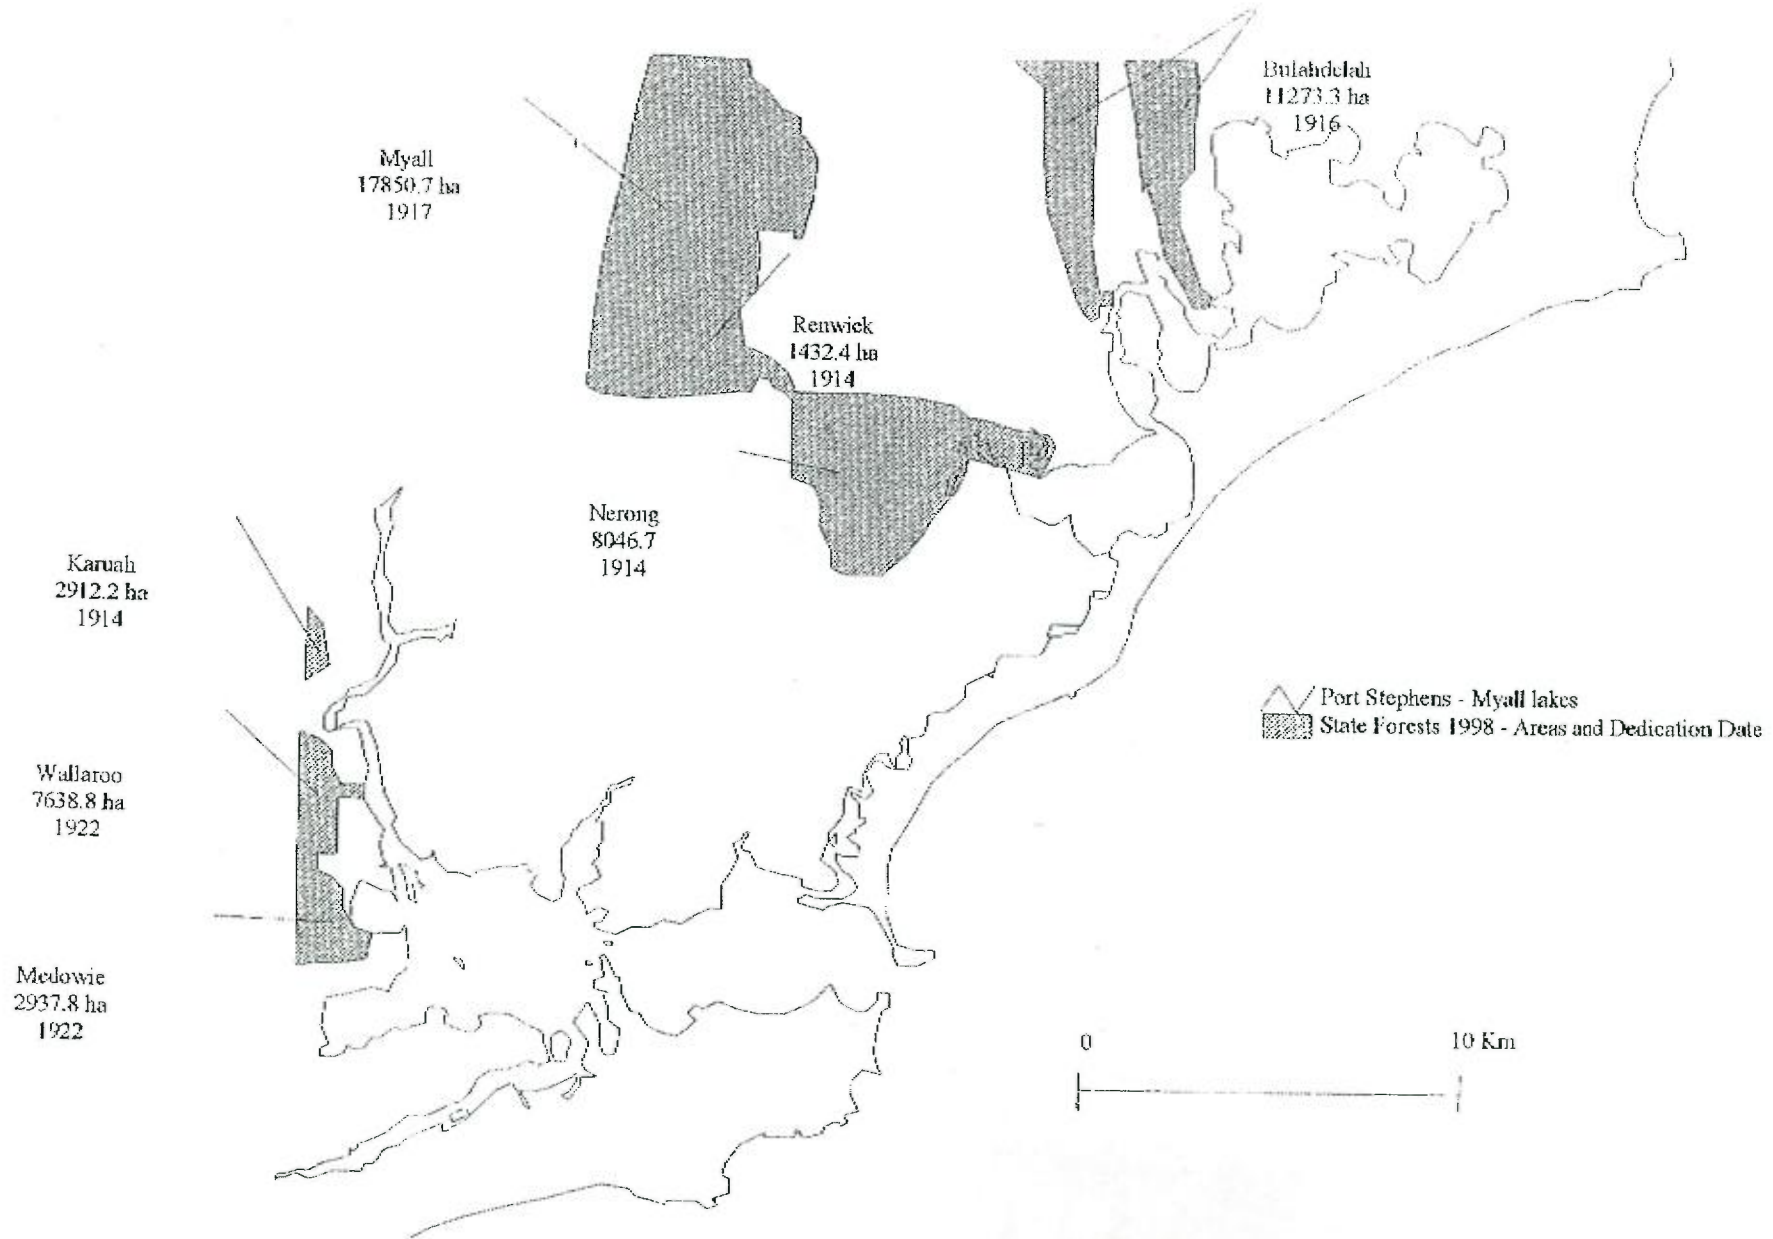 Bulahdelah
11273.3 ha
1916
Myall
17850.7 ha
1917
Renwick
1432.4 ha
1914
Nerong
8046.7
1914
Karuah
2912.2 ha
1914
Port Stephens - Myall lakes
State Forests 1998 - Areas and Dedication Date
Wallaroo
7638.8 ha
1922
Medowie
2937.8 ha
1922
0 10 Km